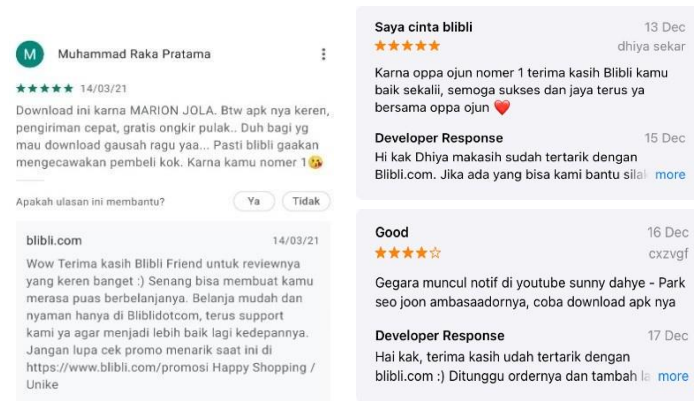 M
Muhammad Raka Pratama
★★★★★ 14/03/21
Download ini karna MARION JOLA. Btw apk nya keren,
pengiriman cepat, gratis ongkir pulak.. Duh bagi yg
mau download gausah ragu yaa... Pasti blibli gaakan
mengecawakan pembeli kok. Karna kamu nomer 1😘
Apakah ulasan ini membantu?
Ya
Tidak
blibli.com 14/03/21
Wow Terima kasih Blibli Friend untuk reviewnya
yang keren banget :) Senang bisa membuat kamu
merasa puas berbelanjanya. Belanja mudah dan
nyaman hanya di Bliblidotcom, terus support
kami ya agar menjadi lebih baik lagi kedepannya.
Jangan lupa cek promo menarik saat ini di
https://www.blibli.com/promosi Happy Shopping /
Unike
Saya cinta blibli 13 Dec
★★★★★ dhiya sekar
Karna oppa ojun nomer 1 terima kasih Blibli kamu
baik sekalii, semoga sukses dan jaya terus ya
bersama oppa ojun ❤️
Developer Response 15 Dec
Hi kak Dhiya makasih sudah tertarik dengan
Blibli.com. Jika ada yang bisa kami bantu more
Good 16 Dec
★★★★☆ cxzvgf
Gegara muncul notif di youtube sunny dahye - Park
seo joon ambasaadornya, coba download apk nya
Developer Response 17 Dec
Hai kak, terima kasih udah tertarik dengan
blibli.com :) Ditunggu ordernya dan tambah more